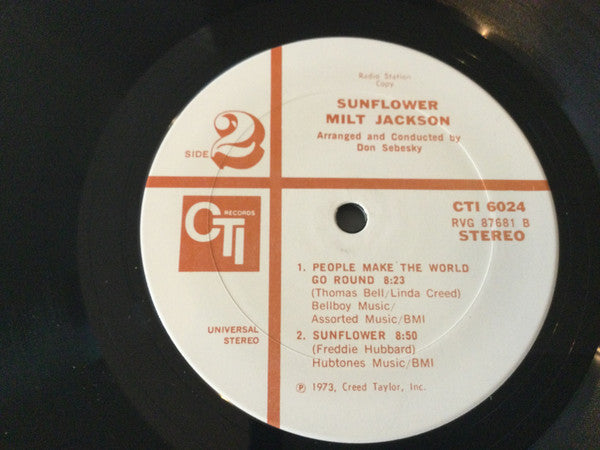 Radio Station
Copy
SUNFLOWER
MILT JACKSON
Arranged and Conducted by
Don Sebesky
SIDE 2
CTI 6024
RVG 87681 B
STEREO
CTI RECORDS
1. PEOPLE MAKE THE WORLD
GO ROUND 8:23
(Thomas Bell/Linda Creed)
Bellboy Music/
Assorted Music/BMI
UNIVERSAL
STEREO
2. SUNFLOWER 8:50
(Freddie Hubbard)
Hubtones Music/BMI
℗ 1973, Creed Taylor, Inc.